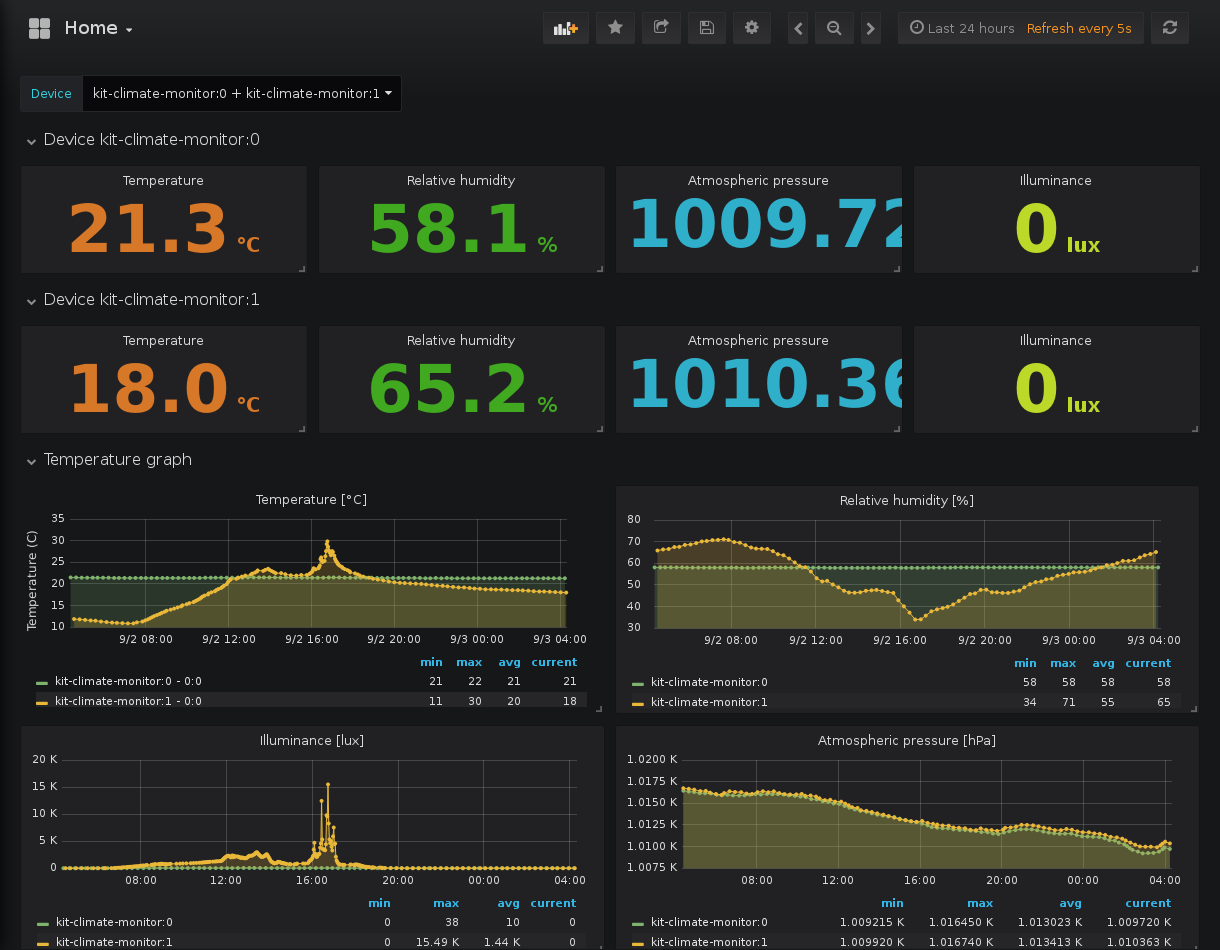 Home
Last 24 hours Refresh every 5s
Device kit-climate-monitor:0 + kit-climate-monitor:1
Device kit-climate-monitor:0
Temperature Relative humidity Atmospheric pressure Illuminance
21.3 °C 58.1 % 1009.72 0 lux
Device kit-climate-monitor:1
Temperature Relative humidity Atmospheric pressure Illuminance
18.0 °C 65.2 % 1010.36 0 lux
Temperature graph
Temperature [°C]
Temperature (C)
35
30
25
20
15
10
9/2 08:00 9/2 12:00 9/2 16:00 9/2 20:00 9/3 00:00 9/3 04:00
min max avg current
kit-climate-monitor:0 - 0:0 21 22 21 21
kit-climate-monitor:1 - 0:0 11 30 20 18
Relative humidity [%]
80
70
60
50
40
30
9/2 08:00 9/2 12:00 9/2 16:00 9/2 20:00 9/3 00:00 9/3 04:00
min max avg current
kit-climate-monitor:0 58 58 58 58
kit-climate-monitor:1 34 71 55 65
Illuminance [lux]
20 K
15 K
10 K
5 K
0
08:00 12:00 16:00 20:00 00:00 04:00
min max avg current
kit-climate-monitor:0 0 38 10 0
kit-climate-monitor:1 0 15.49 K 1.44 K 0
Atmospheric pressure [hPa]
1.0200 K
1.0175 K
1.0150 K
1.0125 K
1.0100 K
1.0075 K
08:00 12:00 16:00 20:00 00:00 04:00
min max avg current
kit-climate-monitor:0 1.009215 K 1.016450 K 1.013023 K 1.009720 K
kit-climate-monitor:1 1.009920 K 1.016740 K 1.013413 K 1.010363 K